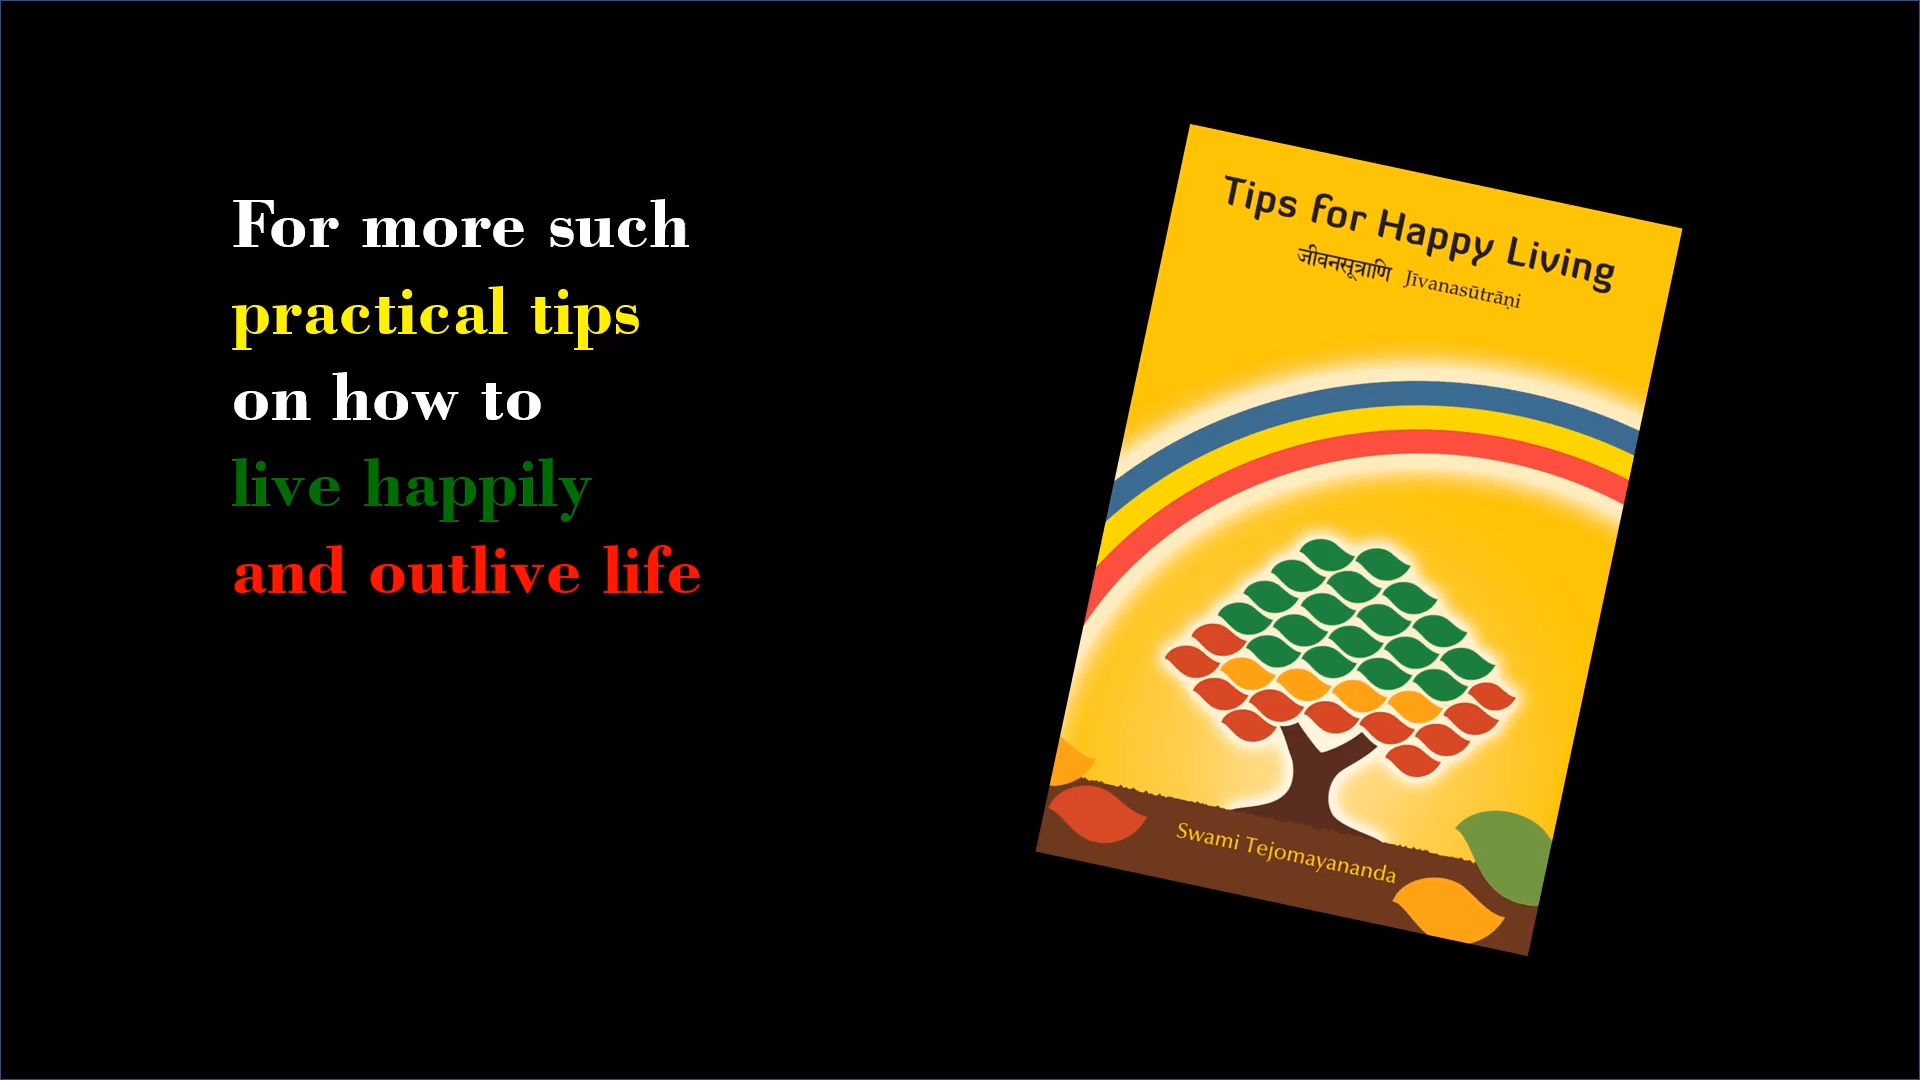 For more such
practical tips
on how to
live happily
and outlive life
Tips for Happy Living
जीवनसूत्राणि Jīvanasūtrāṇi
Swami Tejomayananda